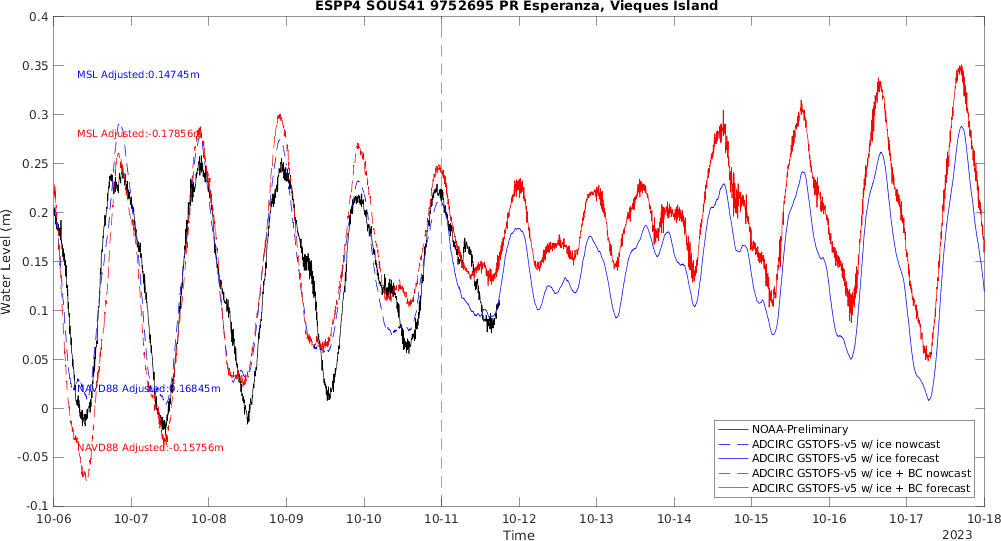 ESPP4 SOUS41 9752695 PR Esperanza, Vieques Island
0.4
0.35
0.3
0.25
0.2
0.15
0.1
0.05
0
-0.05
-0.1
Water Level (m)
MSL Adjusted:0.14745m
MSL Adjusted:-0.17856m
NAVD88 Adjusted:0.16845m
NAVD88 Adjusted:-0.15756m
NOAA-Preliminary
ADCIRC GSTOFS-v5 w/ ice nowcast
ADCIRC GSTOFS-v5 w/ ice forecast
ADCIRC GSTOFS-v5 w/ ice + BC nowcast
ADCIRC GSTOFS-v5 w/ ice + BC forecast
10-06 10-07 10-08 10-09 10-10 10-11 10-12 10-13 10-14 10-15 10-16 10-17 10-18
Time
2023